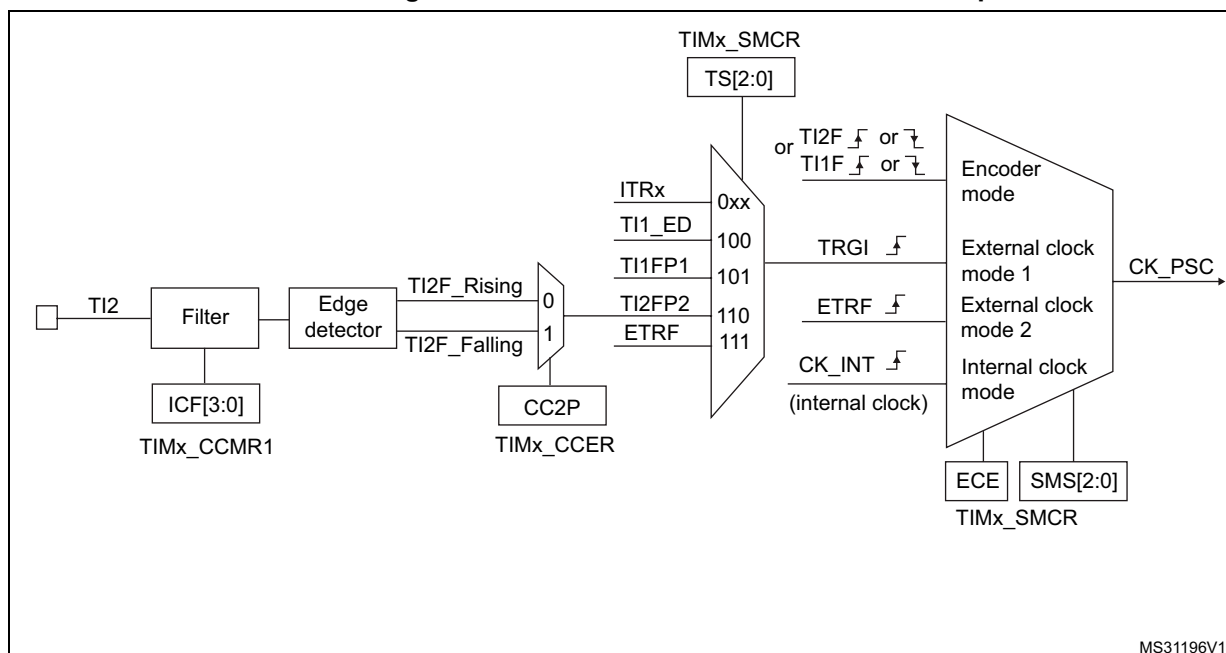 TIMx_SMCR
TS[2:0]
or TI2F or
TI1F or
Encoder
mode
ITRx
0xx
TI1_ED
100
TRGI
External clock
mode 1
CK_PSC
TI1FP1
101
TI2
Filter
Edge
detector
TI2F_Rising
0
TI2F_Falling
1
TI2FP2
110
ETRF
111
ETRF
External clock
mode 2
CK_INT
(internal clock)
Internal clock
mode
ICF[3:0]
TIMx_CCMR1
CC2P
TIMx_CCER
ECE
SMS[2:0]
TIMx_SMCR
MS31196V1